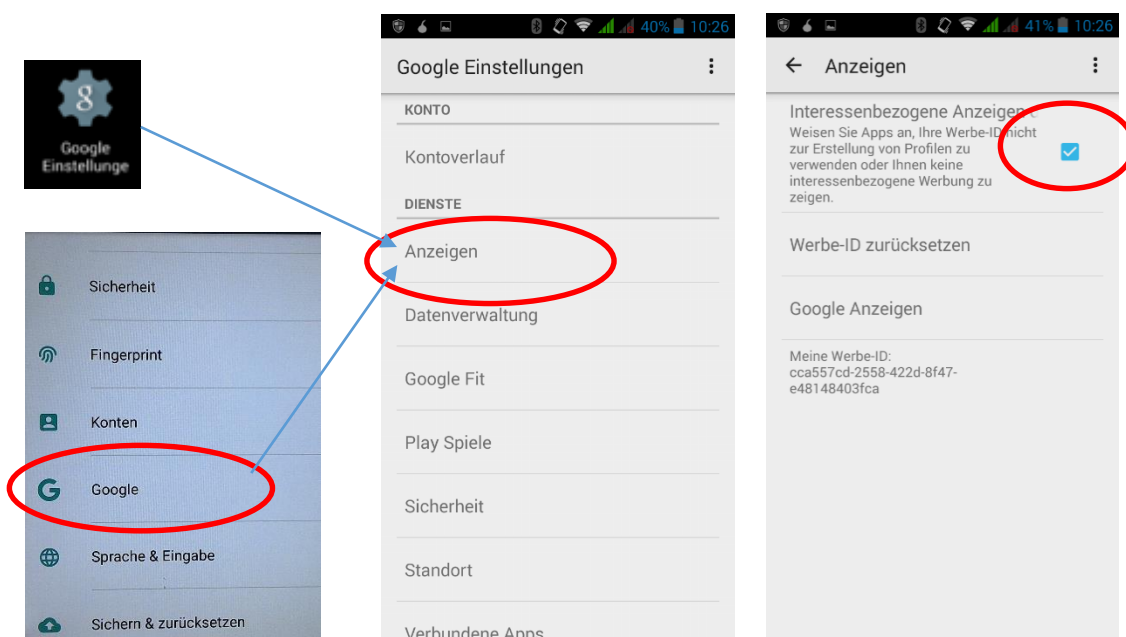 Google
Einstellunge
Sicherheit
Fingerprint
Konten
Google
Sprache & Eingabe
Sichern & zurücksetzen
40% 10:26
Google Einstellungen
KONTO
Kontoverlauf
DIENSTE
Anzeigen
Datenverwaltung
Google Fit
Play Spiele
Sicherheit
Standort
Verbundene Apps
41% 10:26
Anzeigen
Interessenbezogene Anzeigen
Weisen Sie Apps an, Ihre Werbe-ID nicht
zur Erstellung von Profilen zu
verwenden oder Ihnen keine
interessenbezogene Werbung zu
zeigen.
Werbe-ID zurücksetzen
Google Anzeigen
Meine Werbe-ID:
cca557cd-2558-422d-8f47-
e48148403fca